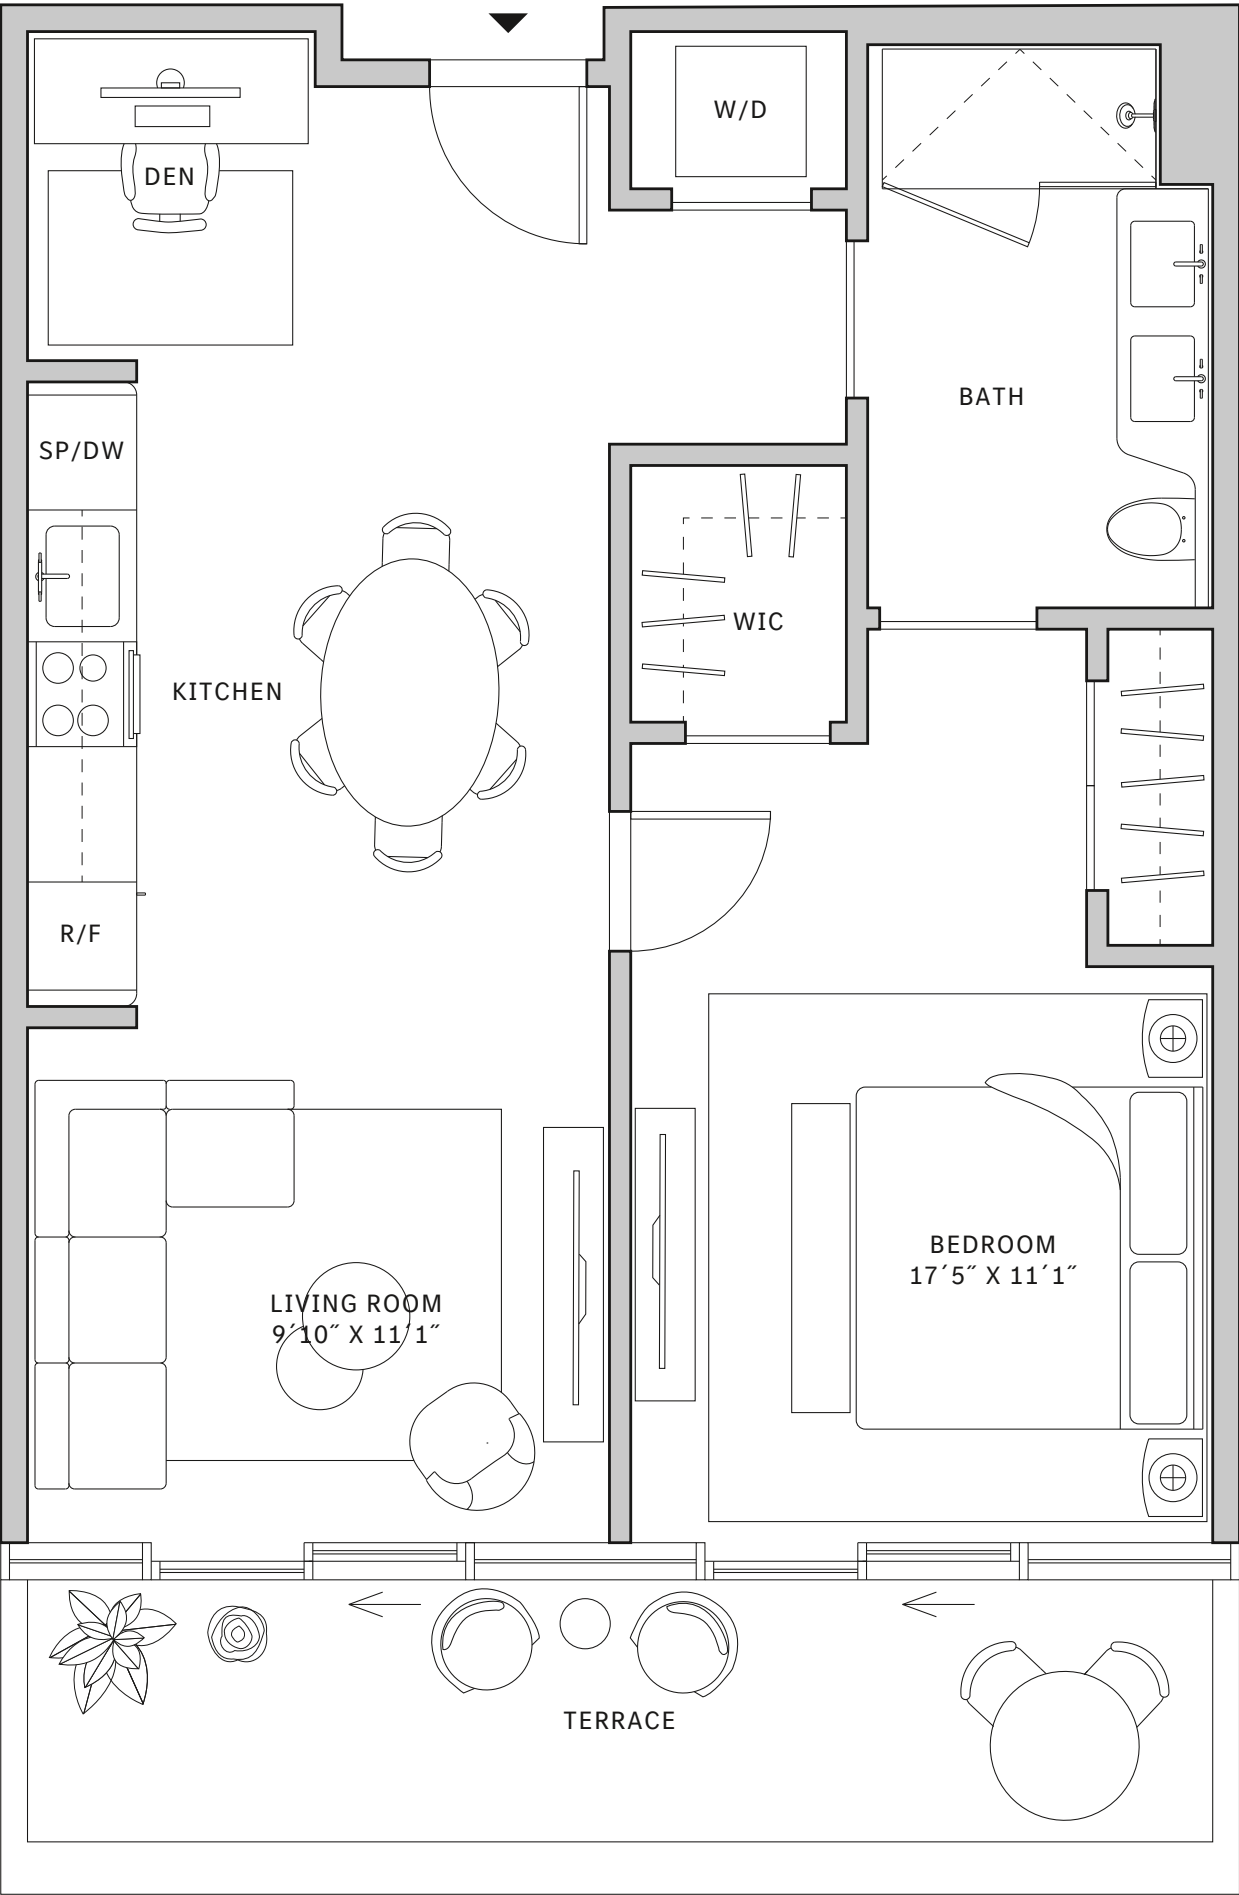 W/D
DEN
BATH
SP/DW
WIC
KITCHEN
R/F
BEDROOM
17´5˝ X 11´1˝
LIVING ROOM
9´10˝ X 11´1˝
TERRACE